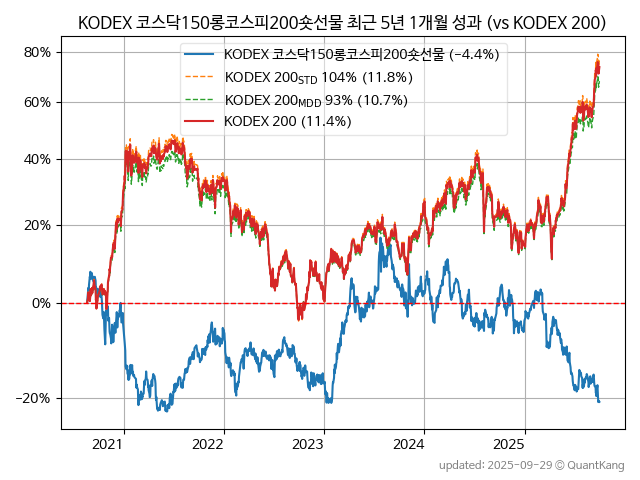 KODEX 코스닥150롱코스피200숏선물 최근 5년 1개월 성과 (vs KODEX 200)
KODEX 코스닥150롱코스피200숏선물 (−4.4%)
KODEX 200STD 104% (11.8%)
KODEX 200MDD 93% (10.7%)
KODEX 200 (11.4%)
80%
60%
40%
20%
0%
−20%
2021 2022 2023 2024 2025
updated: 2025-09-29 © QuantKang